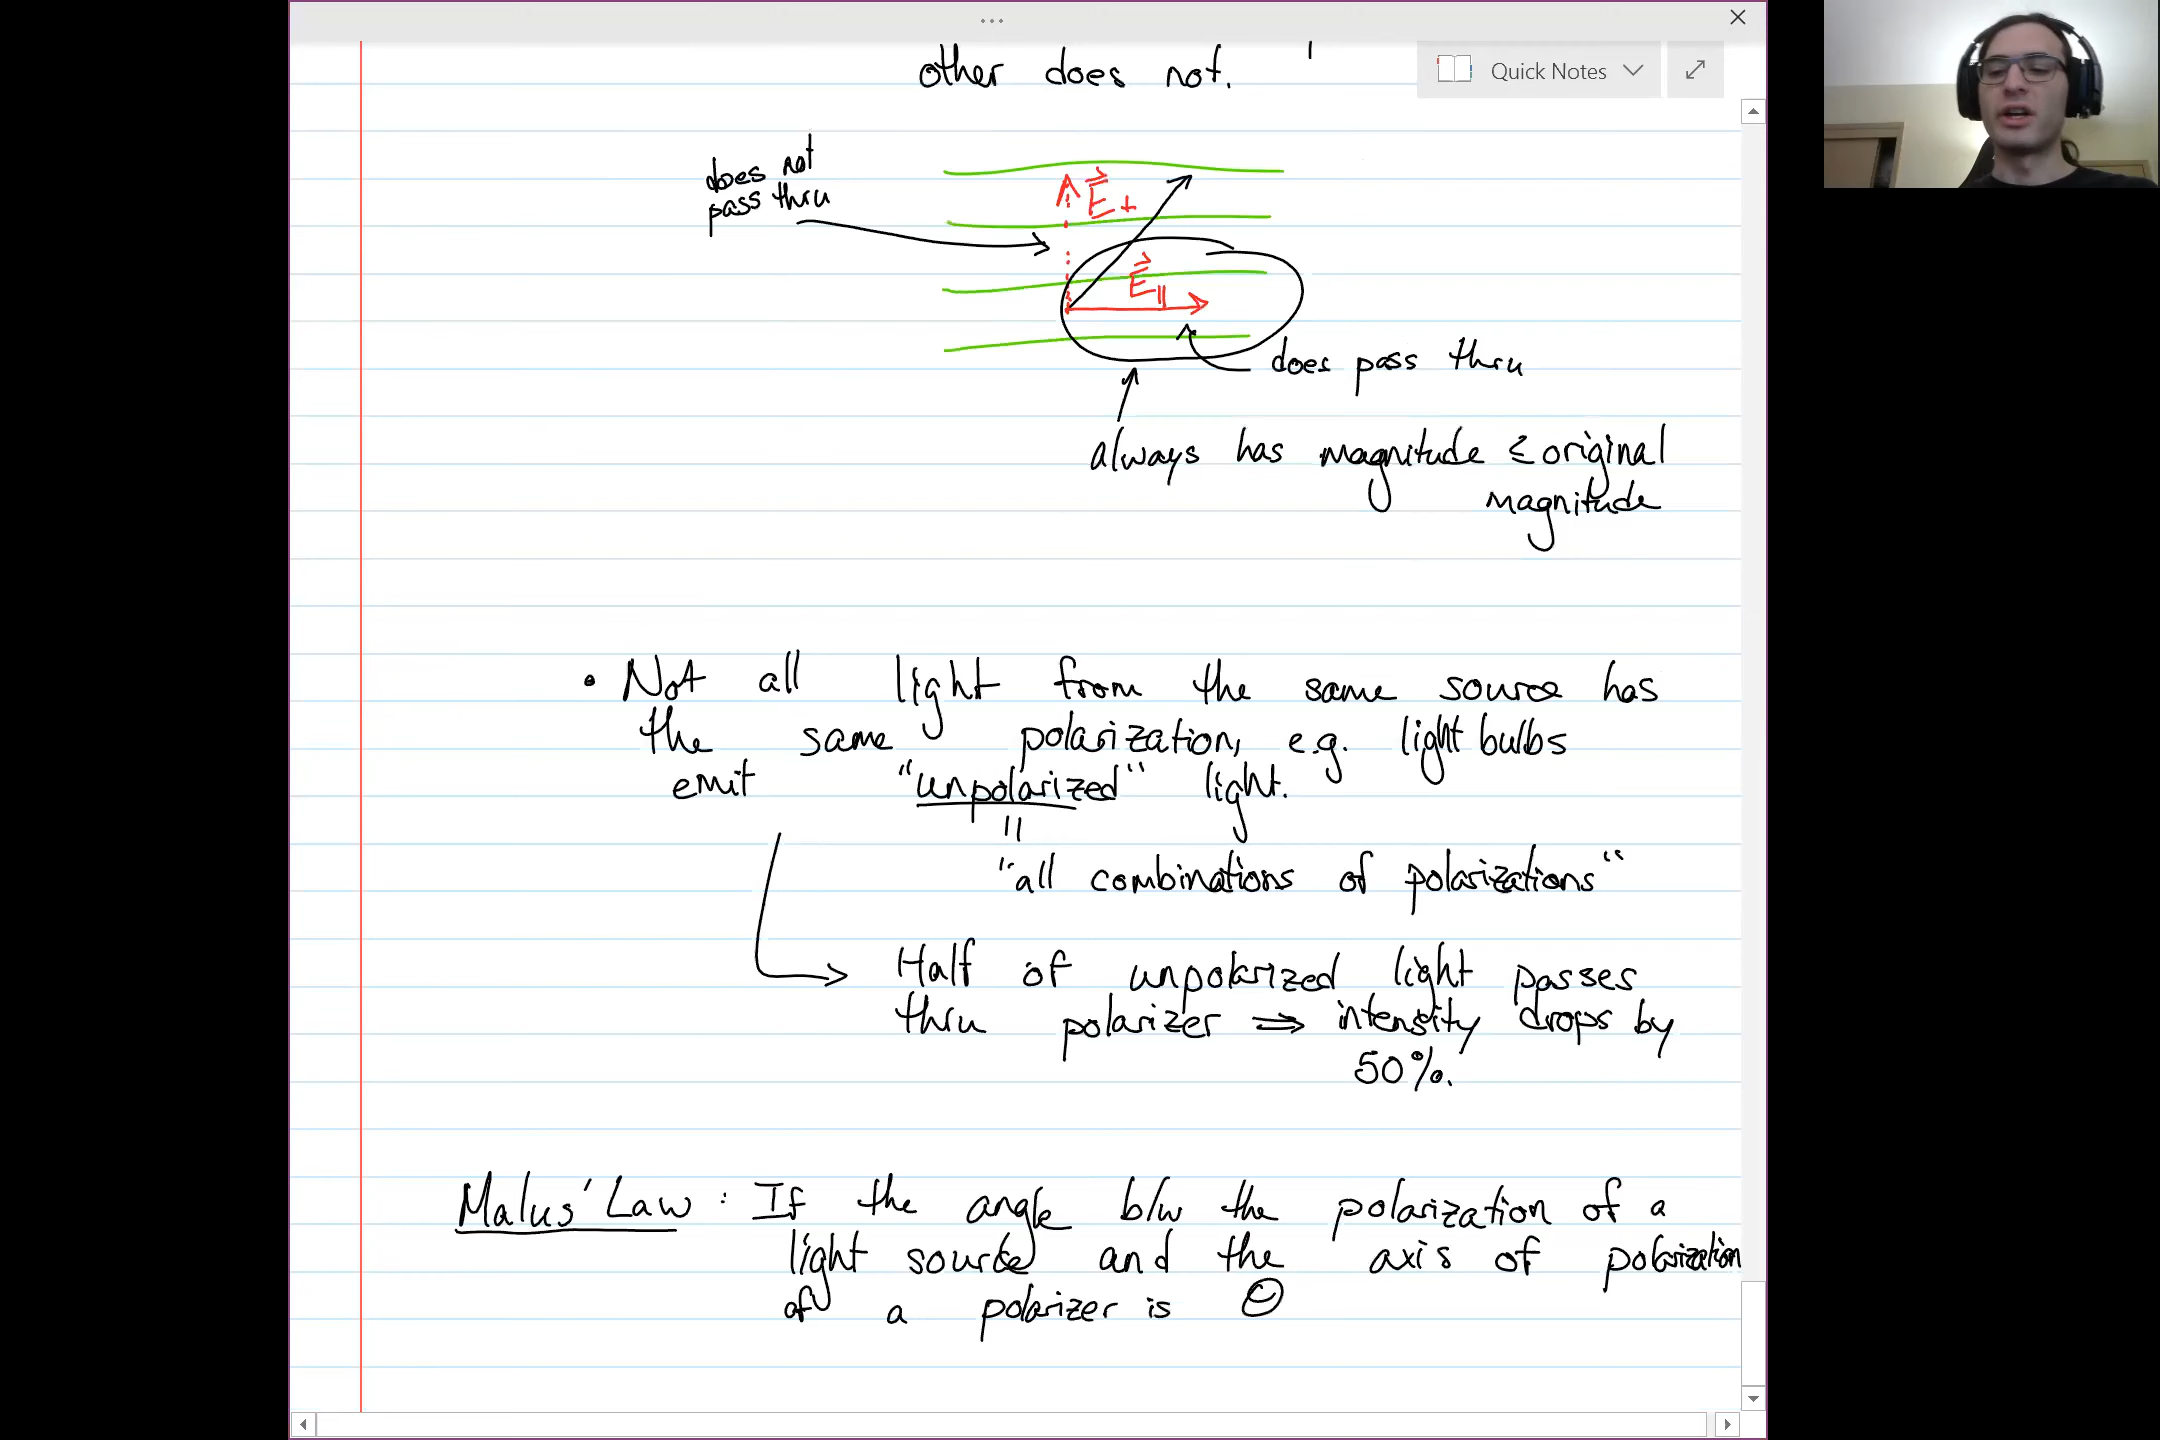 other does not.
Quick Notes
does not
pass thru
E⊥
E||
does pass thru
always has magnitude ≤ original
magnitude
• Not all light from the same source has
the same polarization, e.g. light bulbs
emit "unpolarized" light.
||
"all combinations of polarizations"
Half of unpolarized light passes
thru polarizer ⇒ intensity drops by
50%.
Malus' Law : If the angle b/w the polarization of a
light source and the axis of polarization
of a polarizer is Θ